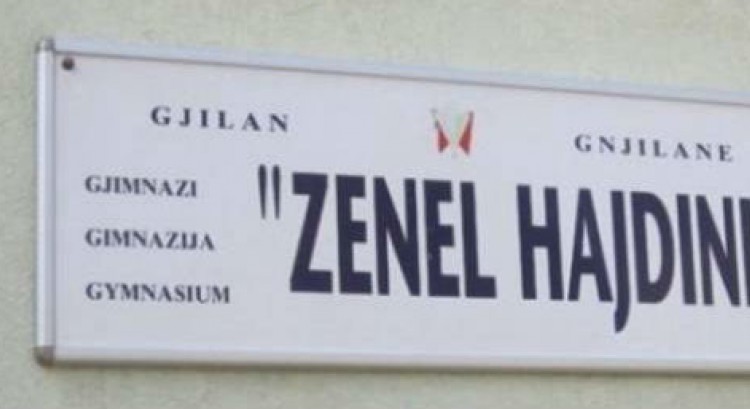 GJILAN
GNJILANE
GJIMNAZI
GIMNAZIJA
GYMNASIUM
"ZENEL HAJDINI